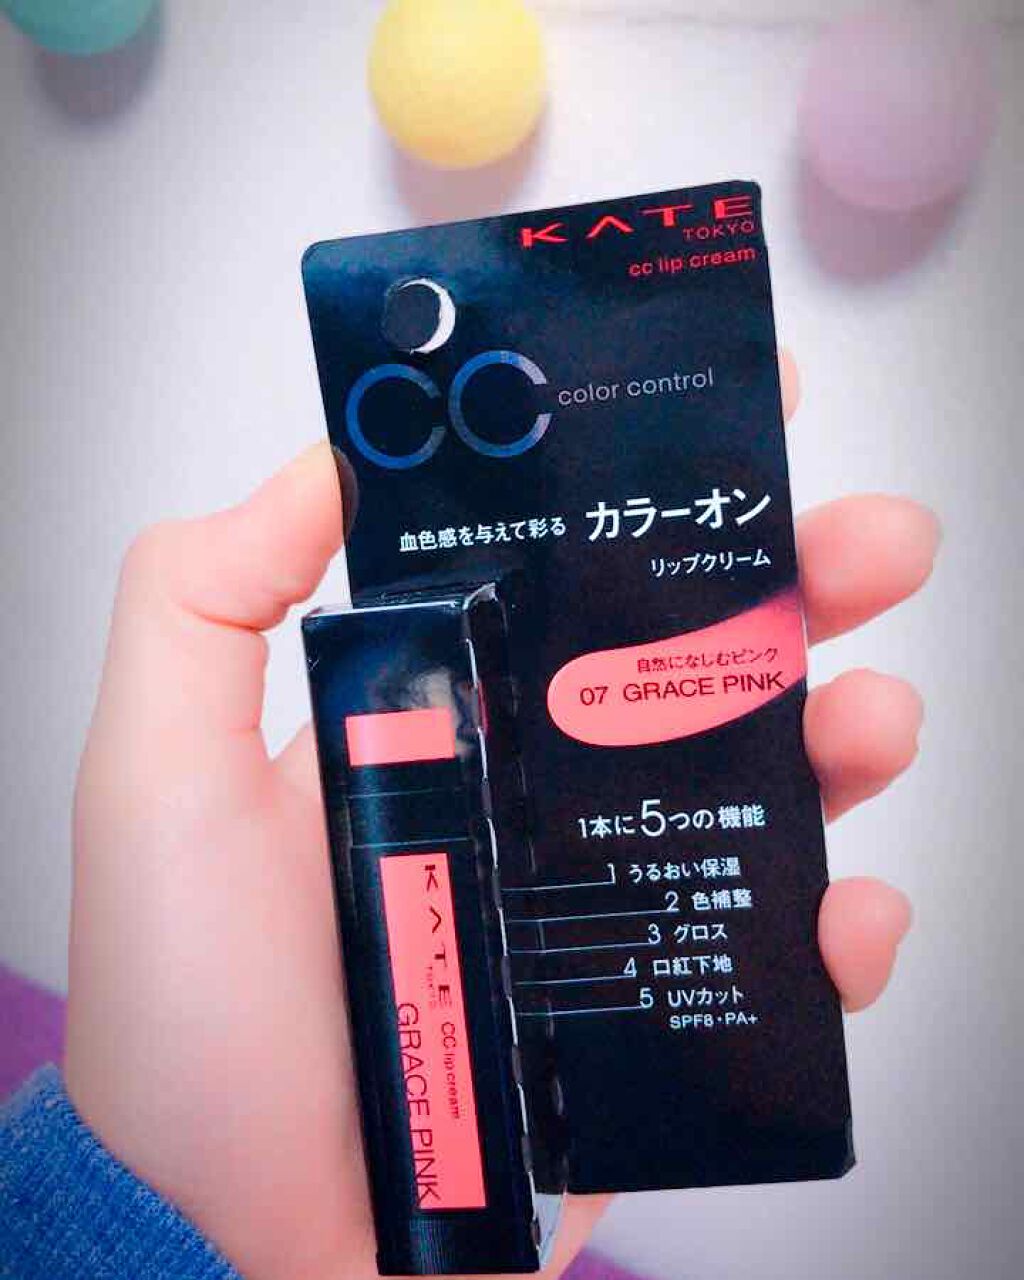 KATE
TOKYO
cc lip cream
CC color control
血色感を与えて彩る カラーオン
リップクリーム
自然になじむピンク
07 GRACE PINK
1本に5つの機能
1 うるおい保湿
2 色補整
3 グロス
4 口紅下地
5 UVカット
SPF8・PA+
KATE
TOKYO
CC lip cream
GRACE PINK